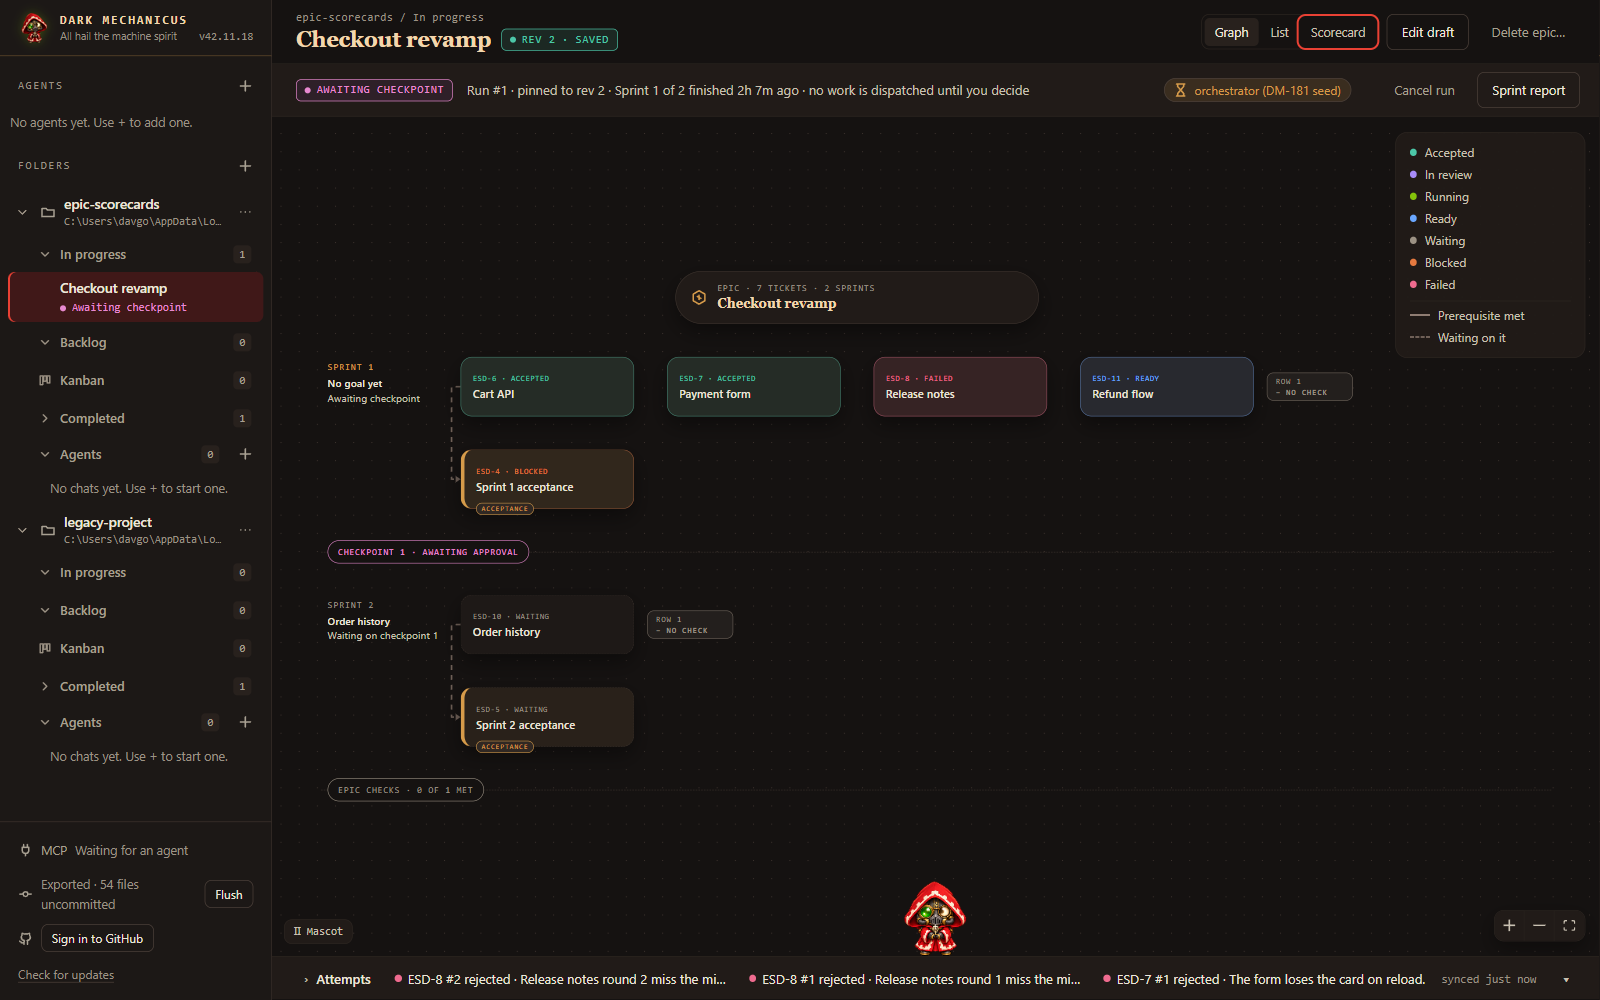 DARK MECHANICUS
All hail the machine spirit v42.11.18
AGENTS
No agents yet. Use + to add one.
FOLDERS
epic-scorecards
C:\Users\davgo\AppData\Lo…
In progress 1
Checkout revamp
Awaiting checkpoint
Backlog 0
Kanban 0
Completed 1
Agents 0
No chats yet. Use + to start one.
legacy-project
C:\Users\davgo\AppData\Lo…
In progress 0
Backlog 0
Kanban 0
Completed 1
Agents 0
No chats yet. Use + to start one.
MCP Waiting for an agent
Exported · 54 files
uncommitted
Flush
Sign in to GitHub
Check for updates
epic-scorecards / In progress
Checkout revamp
REV 2 · SAVED
Graph List Scorecard Edit draft Delete epic…
AWAITING CHECKPOINT Run #1 · pinned to rev 2 · Sprint 1 of 2 finished 2h 7m ago · no work is dispatched until you decide
orchestrator (DM-181 seed) Cancel run Sprint report
Accepted
In review
Running
Ready
Waiting
Blocked
Failed
Prerequisite met
Waiting on it
EPIC · 7 TICKETS · 2 SPRINTS
Checkout revamp
SPRINT 1
No goal yet
Awaiting checkpoint
ESD-6 · ACCEPTED
Cart API
ESD-7 · ACCEPTED
Payment form
ESD-8 · FAILED
Release notes
ESD-11 · READY
Refund flow
ROW 1
– NO CHECK
ESD-4 · BLOCKED
Sprint 1 acceptance
ACCEPTANCE
CHECKPOINT 1 · AWAITING APPROVAL
SPRINT 2
Order history
Waiting on checkpoint 1
ESD-10 · WAITING
Order history
ROW 1
– NO CHECK
ESD-5 · WAITING
Sprint 2 acceptance
ACCEPTANCE
EPIC CHECKS · 0 OF 1 MET
Mascot
Attempts ESD-8 #2 rejected · Release notes round 2 miss the mi… ESD-8 #1 rejected · Release notes round 1 miss the mi… ESD-7 #1 rejected · The form loses the card on reload. synced just now